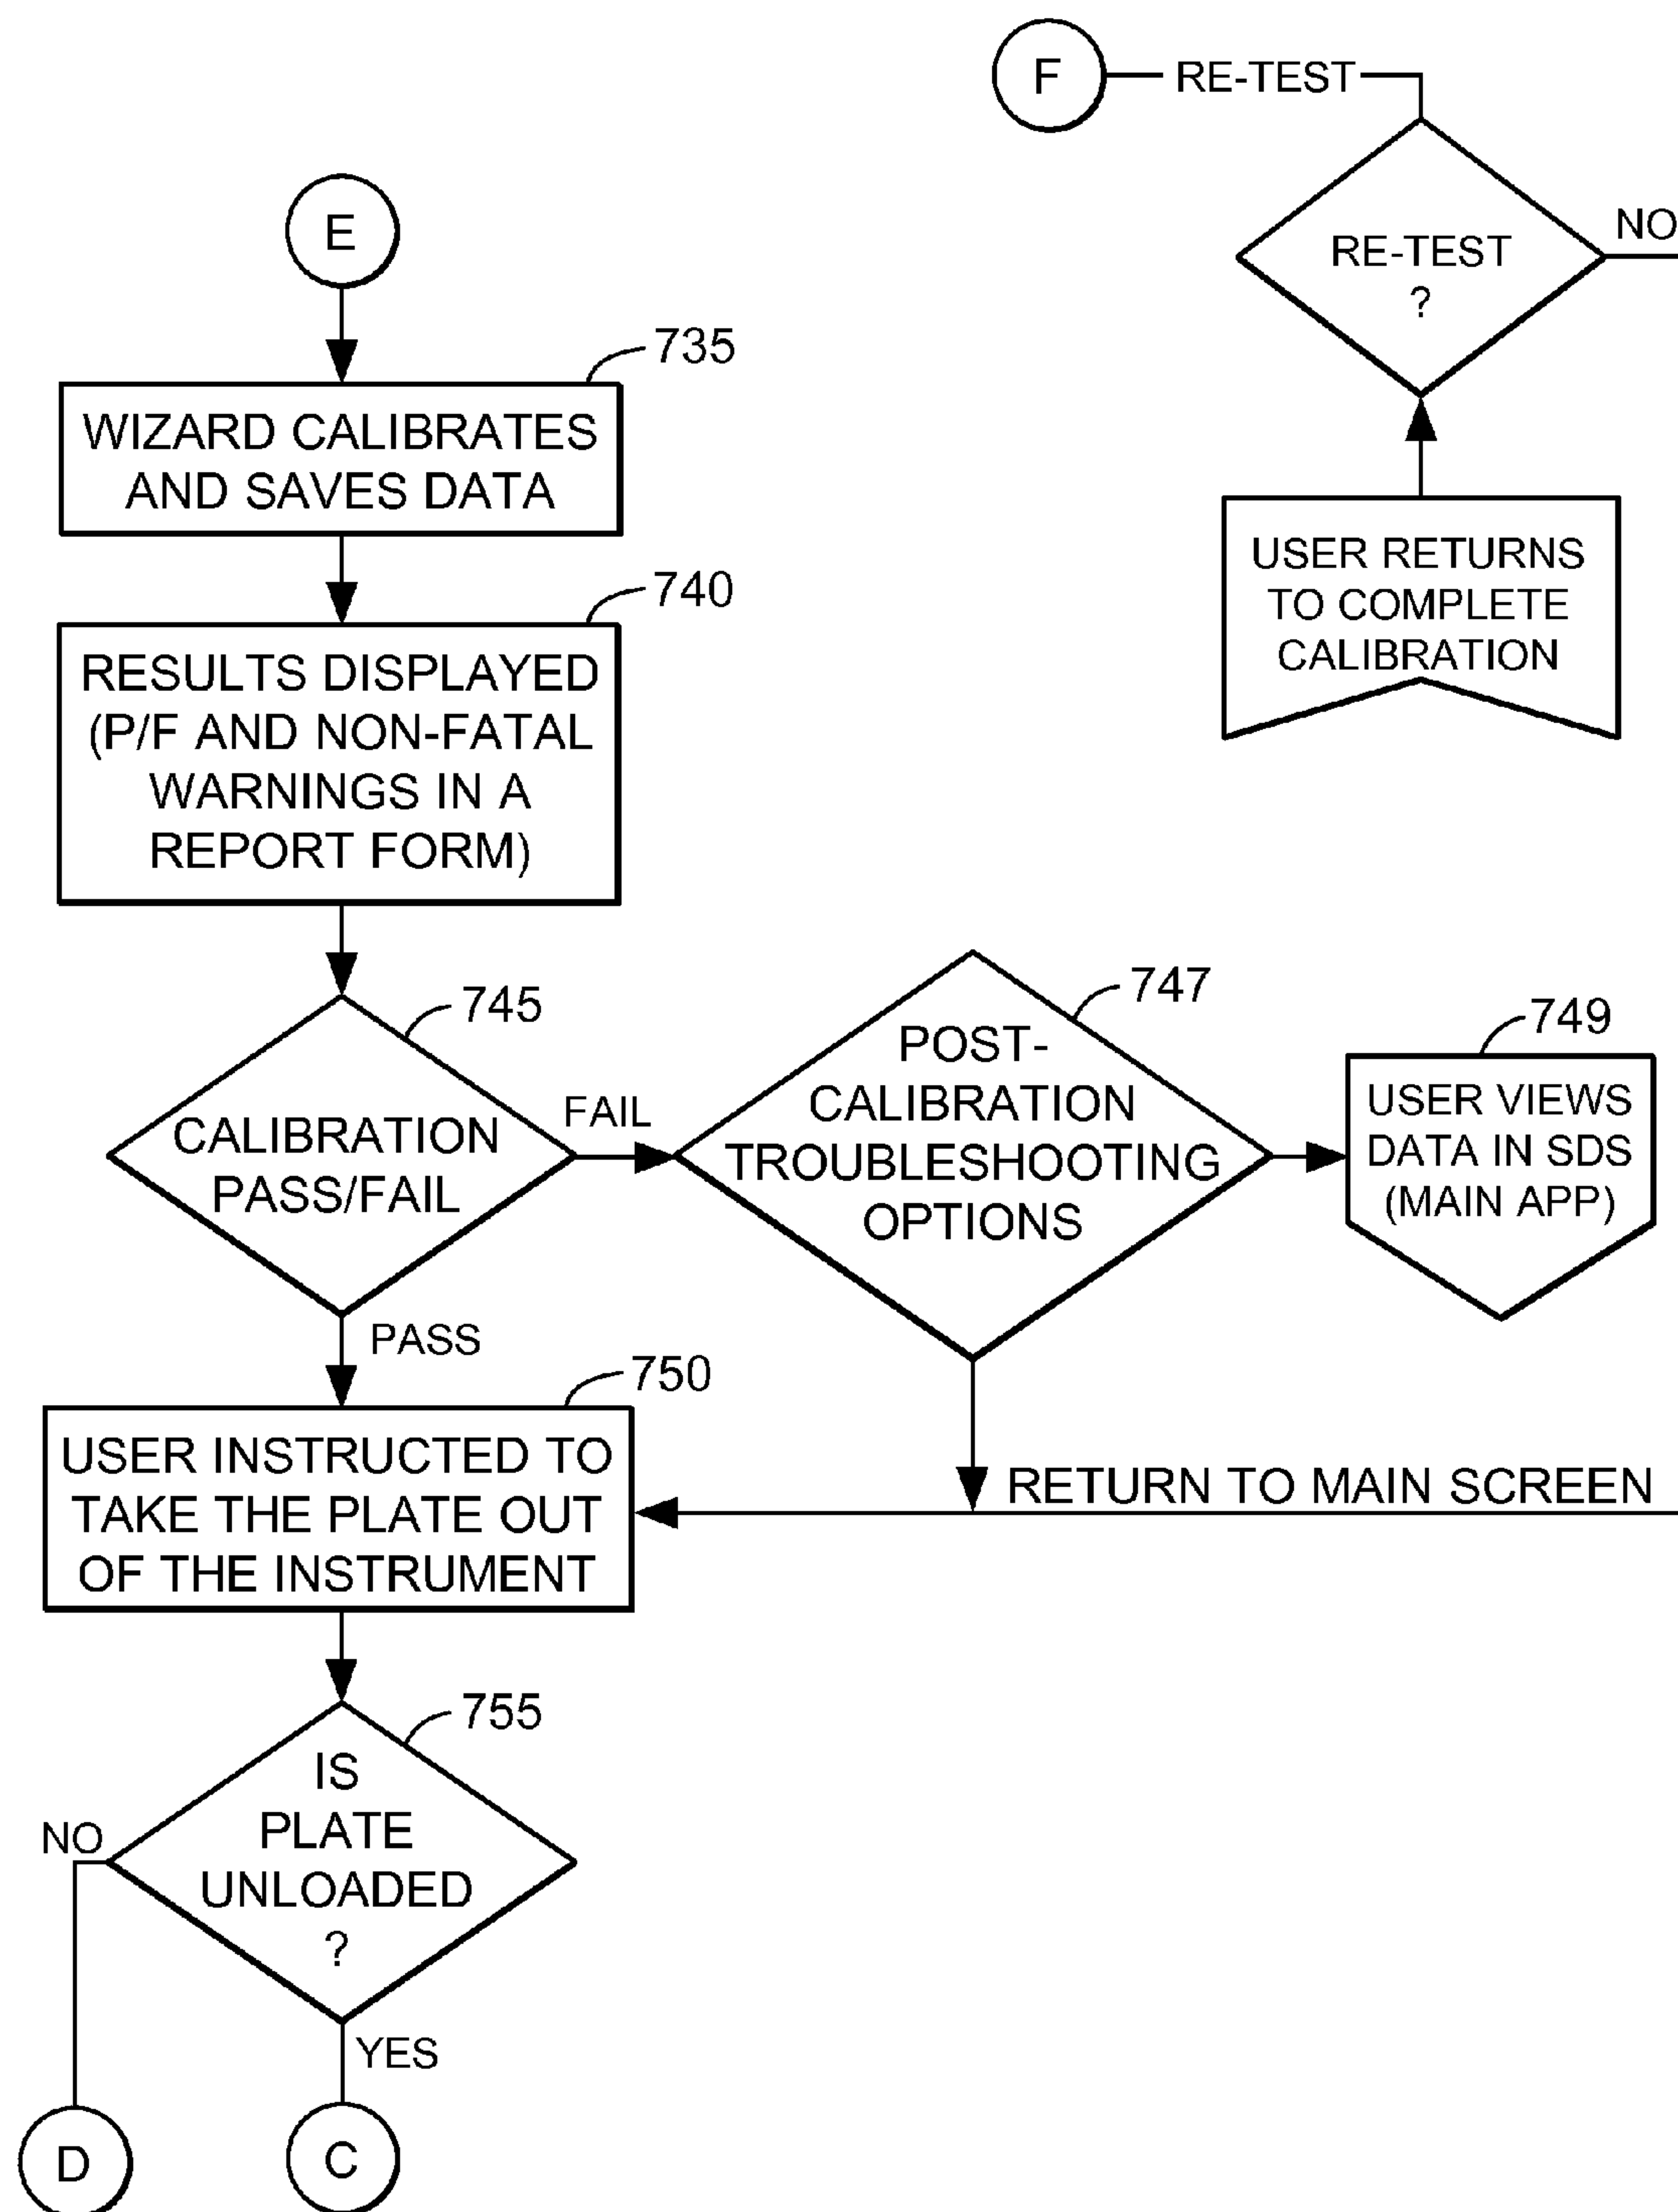 F
RE-TEST
E
RE-TEST
?
NO
735
WIZARD CALIBRATES
AND SAVES DATA
USER RETURNS
TO COMPLETE
CALIBRATION
740
RESULTS DISPLAYED
(P/F AND NON-FATAL
WARNINGS IN A
REPORT FORM)
745
CALIBRATION
PASS/FAIL
FAIL
747
POST-
CALIBRATION
TROUBLESHOOTING
OPTIONS
749
USER VIEWS
DATA IN SDS
(MAIN APP)
PASS
750
USER INSTRUCTED TO
TAKE THE PLATE OUT
OF THE INSTRUMENT
RETURN TO MAIN SCREEN
755
IS
PLATE
UNLOADED
?
NO
YES
D
C